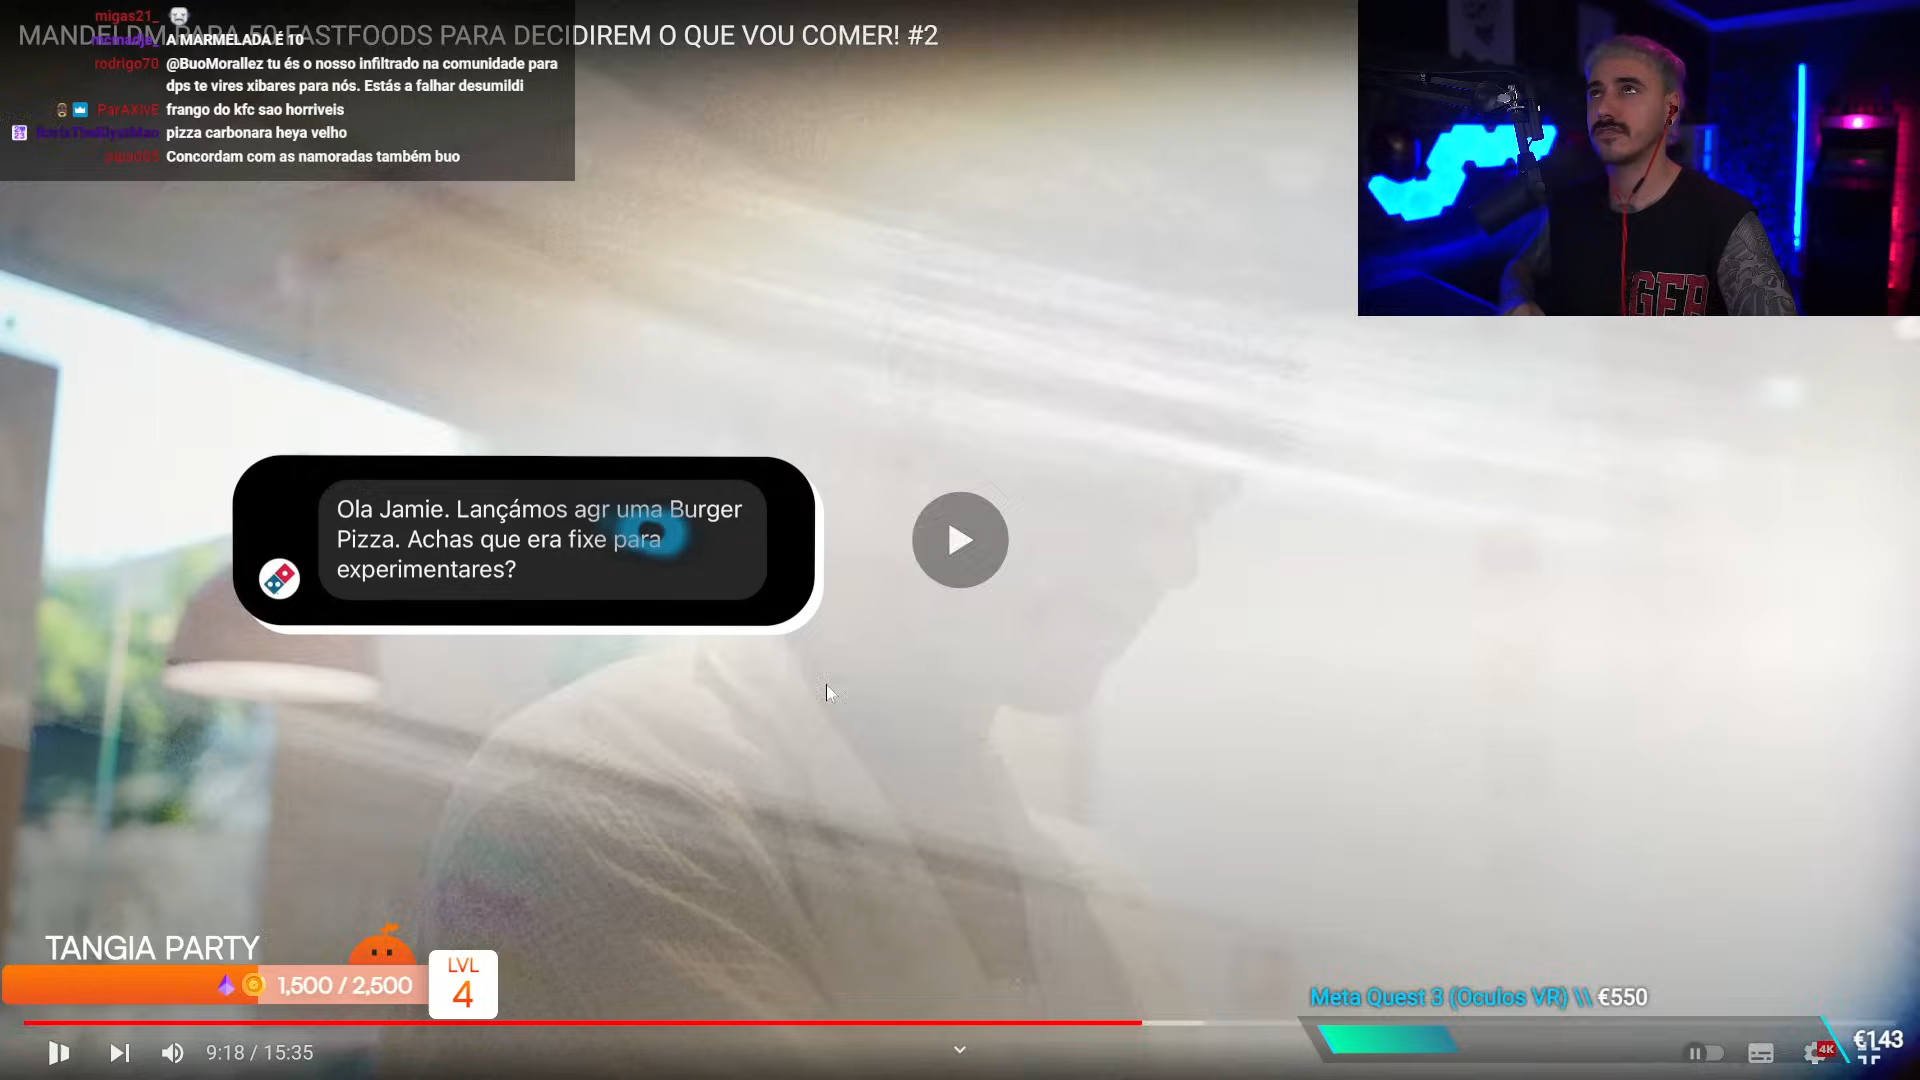 MANDEI DM PARA 50 FASTFOODS PARA DECIDIREM O QUE VOU COMER! #2
migas21_
A MARMELADA É 10
rodrigo70 @BuoMorallez tu és o nosso infiltrado na comunidade para
dps te vires xibares para nós. Estás a falhar desumildi
ParAXIVE frango do kfc sao horriveis
pizza carbonara heya velho
Concordam com as namoradas também buo
GER
Ola Jamie. Lançámos agr uma Burger
Pizza. Achas que era fixe para
experimentares?
TANGIA PARTY
1,500 / 2,500
LVL
4
Meta Quest 3 (Oculos VR) \\ €550
€143
9:18 / 15:35
4K